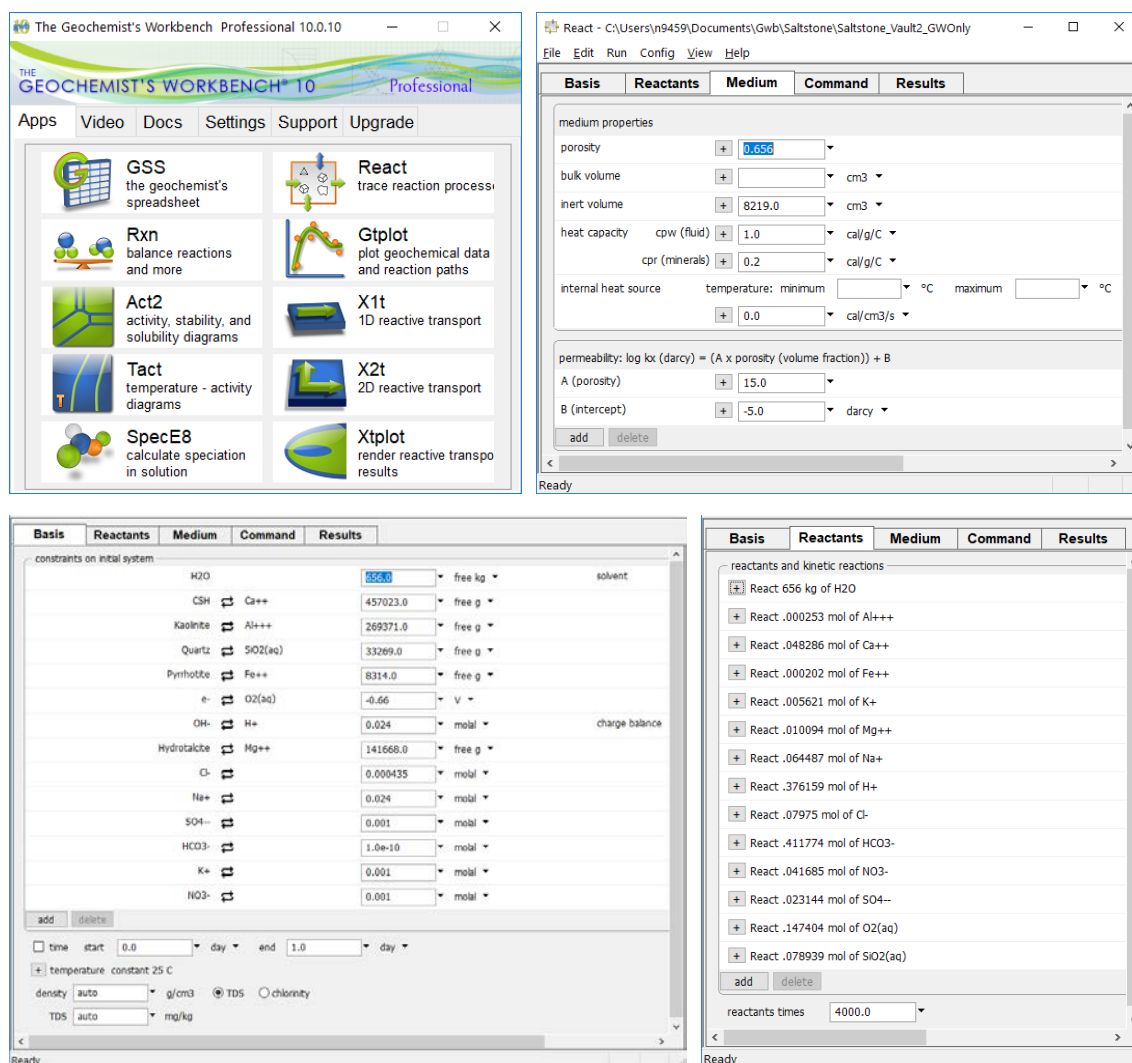 The Geochemist's Workbench Professional 10.0.10
THE
GEOCHEMIST'S WORKBENCH® 10 Professional
Apps Video Docs Settings Support Upgrade
GSS
the geochemist's
spreadsheet
React
trace reaction processe
Rxn
balance reactions
and more
Gtplot
plot geochemical data
and reaction paths
Act2
activity, stability, and
solubility diagrams
X1t
1D reactive transport
Tact
temperature - activity
diagrams
T
X2t
2D reactive transport
SpecE8
calculate speciation
in solution
Xtplot
render reactive transpo
results
React - C:\Users\n9459\Documents\Gwb\Saltstone\Saltstone_Vault2_GWOnly
File Edit Run Config View Help
Basis Reactants Medium Command Results
medium properties
porosity + 0.656
bulk volume + cm3
inert volume + 8219.0 cm3
heat capacity cpw (fluid) + 1.0 cal/g/C
cpr (minerals) + 0.2 cal/g/C
internal heat source temperature: minimum °C maximum °C
+ 0.0 cal/cm3/s
permeability: log kx (darcy) = (A x porosity (volume fraction)) + B
A (porosity) + 15.0
B (intercept) + -5.0 darcy
add delete
Ready
Basis Reactants Medium Command Results
constraints on initial system
H2O 656.0 free kg solvent
CSH Ca++ 457023.0 free g
Kaolinite Al+++ 269371.0 free g
Quartz SiO2(aq) 33269.0 free g
Pyrrhotite Fe++ 8314.0 free g
e- O2(aq) -0.66 V
OH- H+ 0.024 molal charge balance
Hydrotalcite Mg++ 141668.0 free g
Cl- 0.000435 molal
Na+ 0.024 molal
SO4-- 0.001 molal
HCO3- 1.0e-10 molal
K+ 0.001 molal
NO3- 0.001 molal
add delete
time start 0.0 day end 1.0 day
+ temperature constant 25 C
density auto g/cm3 TDS chlorinity
TDS auto mg/kg
Ready
Basis Reactants Medium Command Results
reactants and kinetic reactions
+ React 656 kg of H2O
+ React .000253 mol of Al+++
+ React .048286 mol of Ca++
+ React .000202 mol of Fe++
+ React .005621 mol of K+
+ React .010094 mol of Mg++
+ React .064487 mol of Na+
+ React .376159 mol of H+
+ React .07975 mol of Cl-
+ React .411774 mol of HCO3-
+ React .041685 mol of NO3-
+ React .023144 mol of SO4--
+ React .147404 mol of O2(aq)
+ React .078939 mol of SiO2(aq)
add delete
reactants times 4000.0
Ready